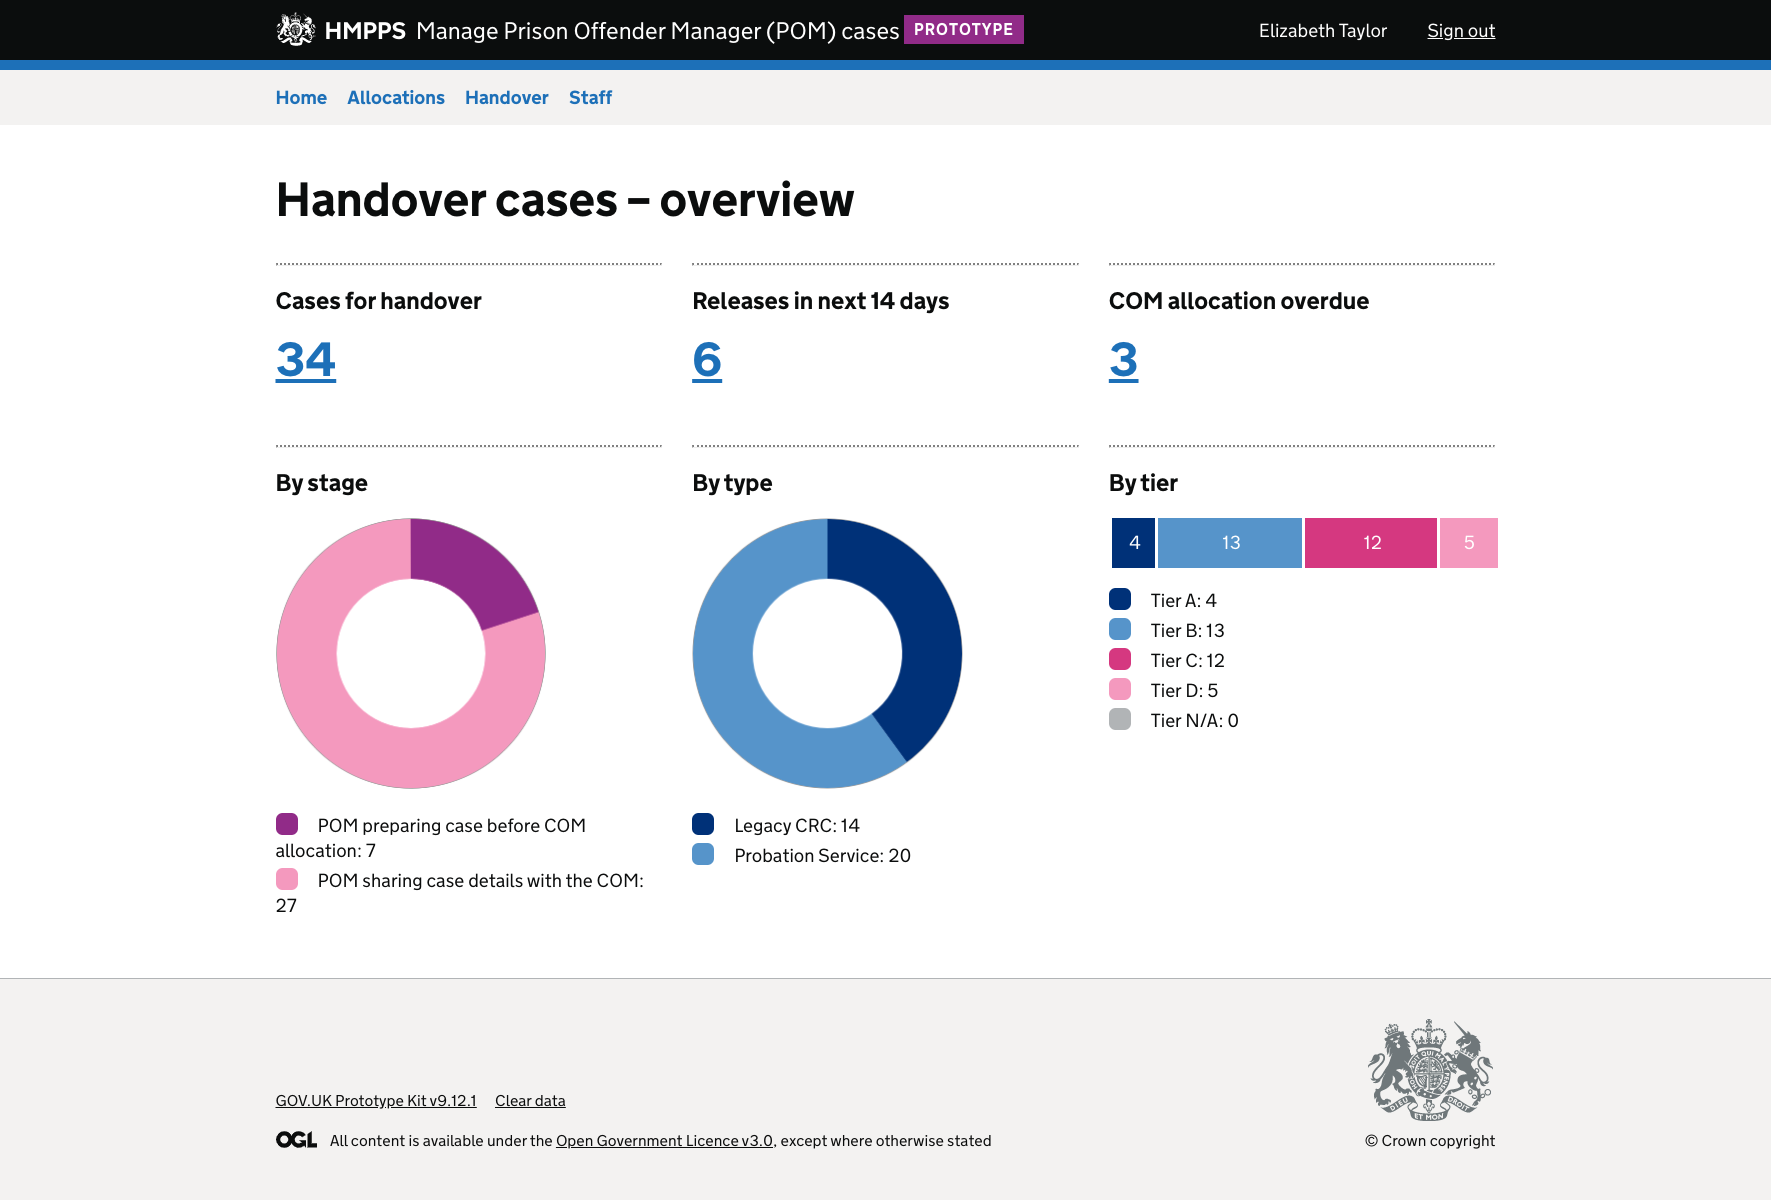 HMPPS Manage Prison Offender Manager (POM) cases PROTOTYPE
Elizabeth Taylor Sign out
Home Allocations Handover Staff
Handover cases – overview
Cases for handover
34
Releases in next 14 days
6
COM allocation overdue
3
By stage
POM preparing case before COM
allocation: 7
POM sharing case details with the COM:
27
By type
Legacy CRC: 14
Probation Service: 20
By tier
4 13 12 5
Tier A: 4
Tier B: 13
Tier C: 12
Tier D: 5
Tier N/A: 0
GOV.UK Prototype Kit v9.12.1 Clear data
OGL All content is available under the Open Government Licence v3.0, except where otherwise stated
DIEU ET MON DROIT
© Crown copyright